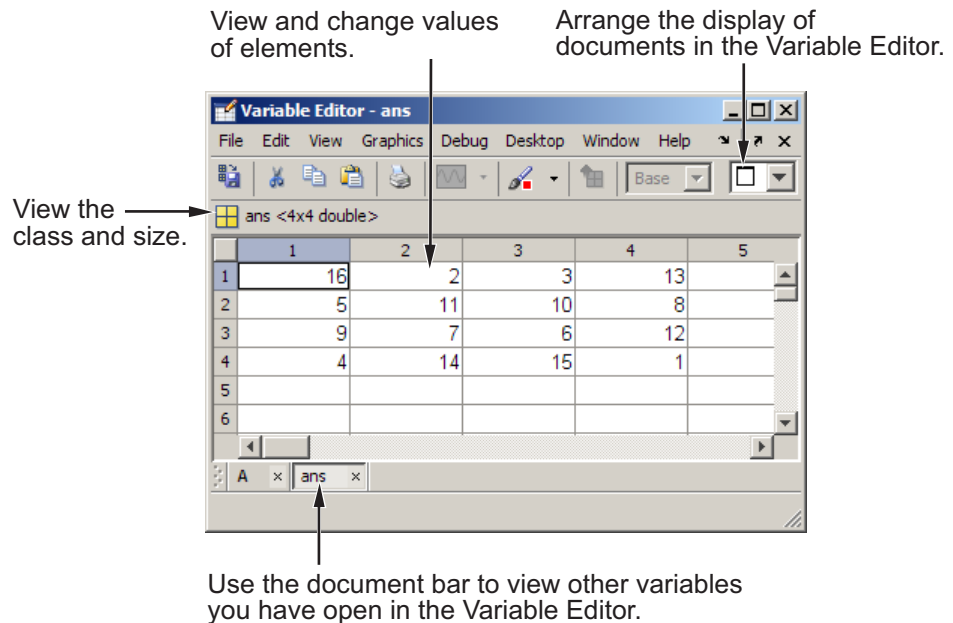 View and change values
of elements.
Arrange the display of
documents in the Variable Editor.
Variable Editor - ans
File Edit View Graphics Debug Desktop Window Help
Base
View the
class and size.
ans <4x4 double>
1 2 3 4 5
1 16 2 3 13
2 5 11 10 8
3 9 7 6 12
4 4 14 15 1
5
6
A × ans ×
Use the document bar to view other variables
you have open in the Variable Editor.